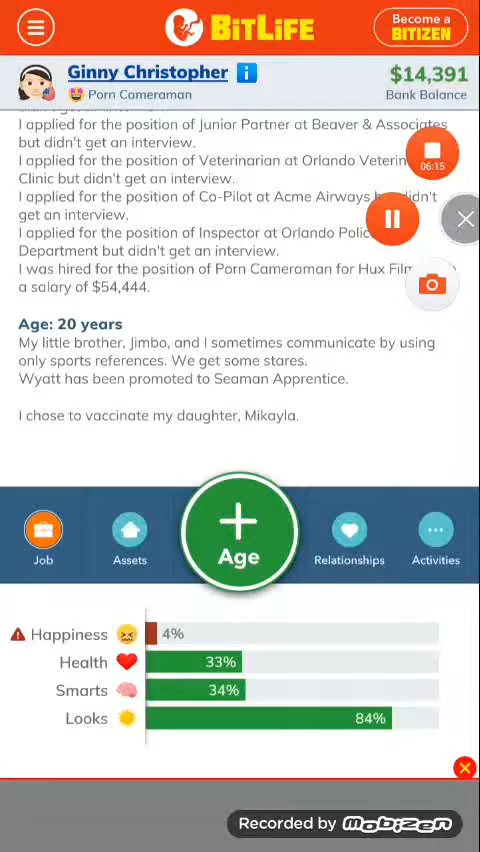 BITLIFE
Become a
BITIZEN
Ginny Christopher
$14,391
Porn Cameraman
Bank Balance
I applied for the position of Junior Partner at Beaver & Associates
but didn't get an interview.
06:15
I applied for the position of Veterinarian at Orlando
Clinic but didn't get an interview.
I applied for the position of Co-Pilot at Acme Airways
get an interview.
I applied for the position of Inspector at Orlando
Department but didn't get an interview.
I was hired for the position of Porn Cameraman for Hux
a salary of $54,444.
Age: 20 years
My little brother, Jimbo, and I sometimes communicate by using
only sports references. We get some stares.
Wyatt has been promoted to Seaman Apprentice.
I chose to vaccinate my daughter, Mikayla.
Job
Assets
Age
Relationships
Activities
Happiness 4%
Health 33%
Smarts 34%
Looks 84%
Recorded by mobizen